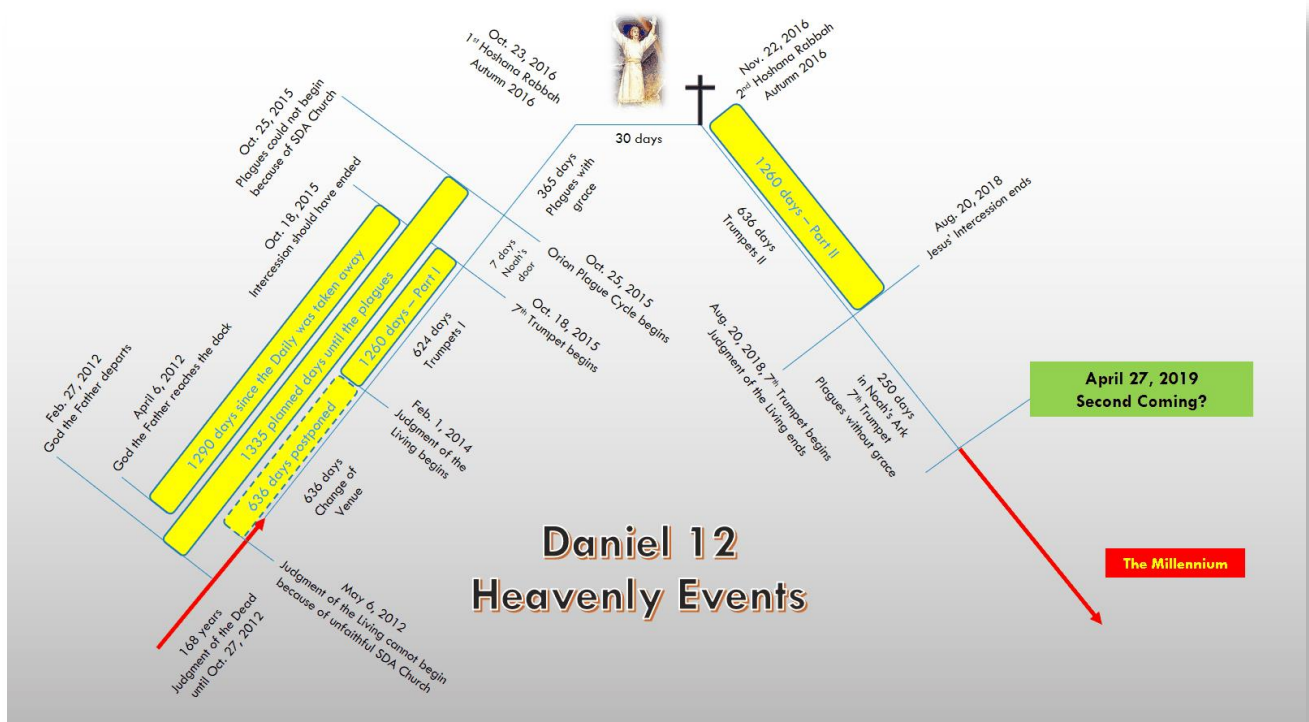 Oct. 23, 2016
1st Hoshana Rabbah
Autumn 2016
Nov. 22, 2016
2nd Hoshana Rabbah
Autumn 2016
30 days
Oct. 25, 2015
Plagues could not begin
because of SDA Church
Oct. 18, 2015
Intercession should have ended
April 6, 2012
God the Father reaches the dock
Feb. 27, 2012
God the Father departs
1290 days since the Daily was taken away
1335 planned days until the plagues
1260 days – Part I
636 days postponed
365 days
Plagues with
grace
7 days
Noah's
door
Oct. 25, 2015
Orion Plague Cycle begins
Oct. 18, 2015
7th Trumpet begins
624 days
Trumpets I
Feb. 1, 2014
Judgment of the
Living begins
636 days
Change of
Venue
May 6, 2012
Judgment of the Living cannot begin
because of unfaithful SDA Church
168 years
Judgment of the Dead
until Oct. 27, 2012
1260 days – Part II
636 days
Trumpets II
Aug. 20, 2018
Jesus' Intercession ends
Aug. 20, 2018, 7th Trumpet begins
Judgment of the Living ends
250 days
in Noah's Ark
7th Trumpet
Plagues without grace
April 27, 2019
Second Coming?
The Millennium
Daniel 12
Heavenly Events